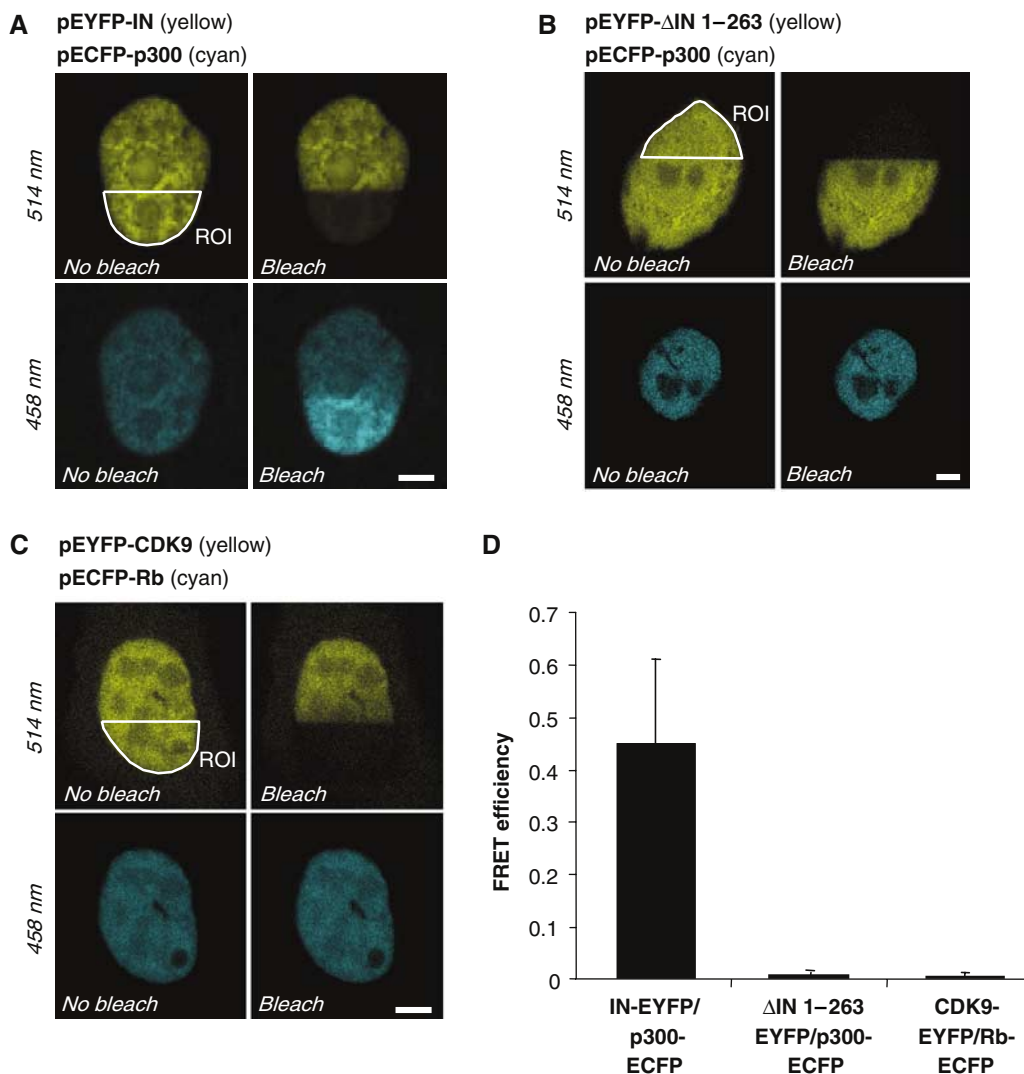 A
pEYFP-IN (yellow)
pECFP-p300 (cyan)
514 nm
ROI
No bleach
Bleach
458 nm
No bleach
Bleach
B
pEYFP-ΔIN 1–263 (yellow)
pECFP-p300 (cyan)
514 nm
ROI
No bleach
Bleach
458 nm
No bleach
Bleach
C
pEYFP-CDK9 (yellow)
pECFP-Rb (cyan)
514 nm
ROI
No bleach
Bleach
458 nm
No bleach
Bleach
D
FRET efficiency
0.7
0.6
0.5
0.4
0.3
0.2
0.1
0
IN-EYFP/
p300-
ECFP
ΔIN 1–263
EYFP/p300-
ECFP
CDK9-
EYFP/Rb-
ECFP